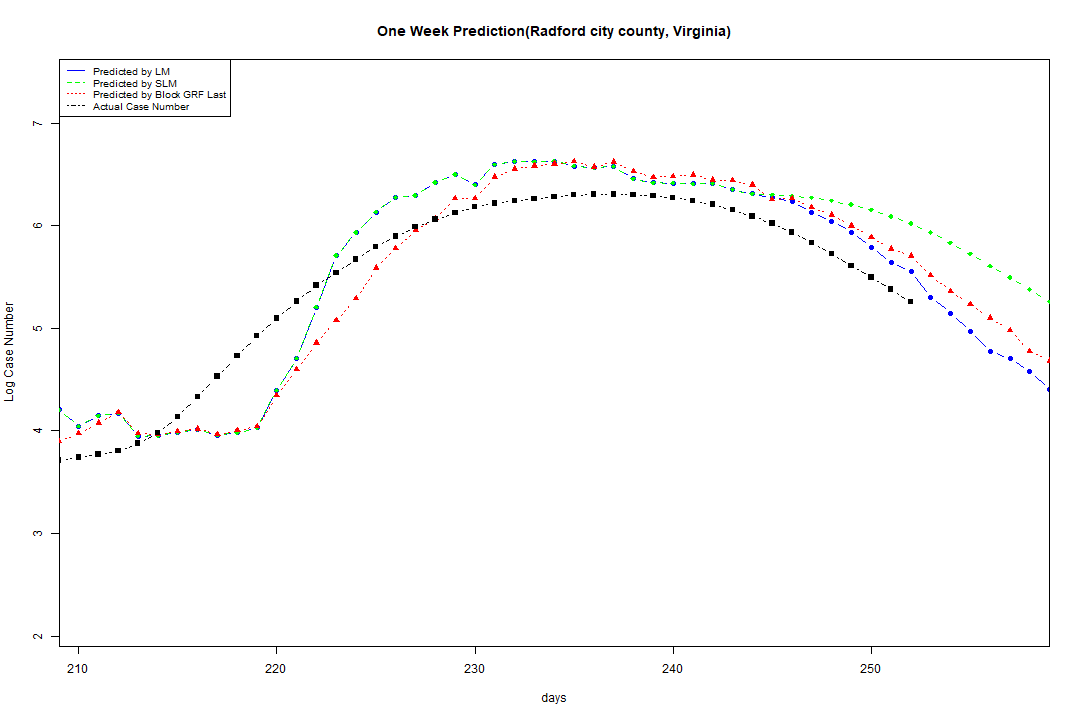 One Week Prediction(Radford city county, Virginia)
Predicted by LM
Predicted by SLM
Predicted by Block GRF Last
Actual Case Number
7
6
5
4
3
2
Log Case Number
210 220 230 240 250
days